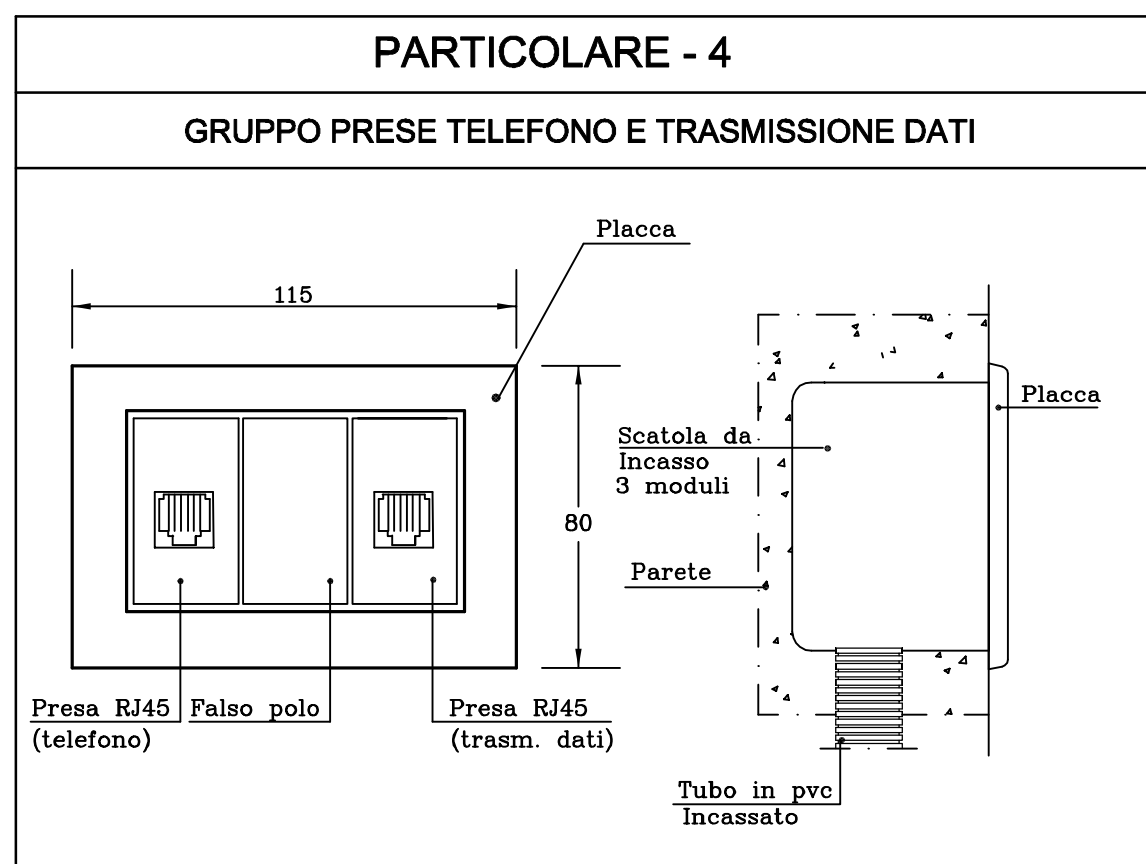 PARTICOLARE - 4
GRUPPO PRESE TELEFONO E TRASMISSIONE DATI
Placca
115
80
Presa RJ45
(telefono)
Falso polo
Presa RJ45
(trasm. dati)
Placca
Scatola da
Incasso
3 moduli
Parete
Tubo in pvc
Incassato